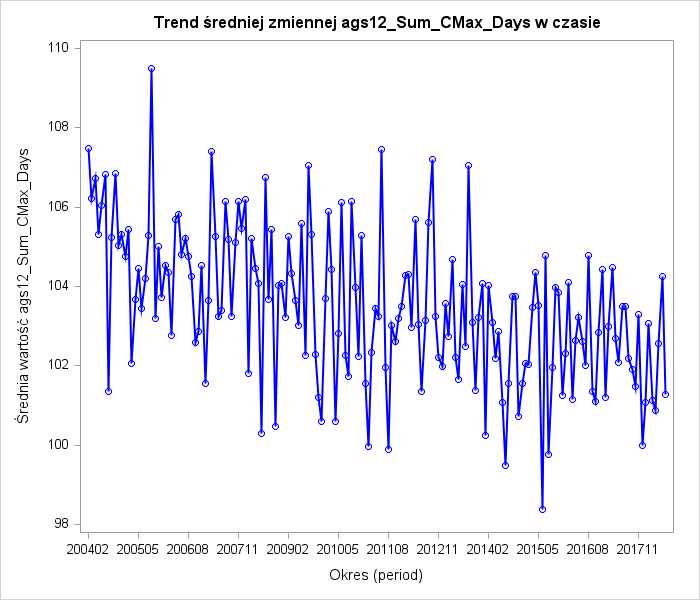 Trend średniej zmiennej ags12_Sum_CMax_Days w czasie
Średnia wartość ags12_Sum_CMax_Days
110
108
106
104
102
100
98
200402 200505 200608 200711 200902 201005 201108 201211 201402 201505 201608 201711
Okres (period)